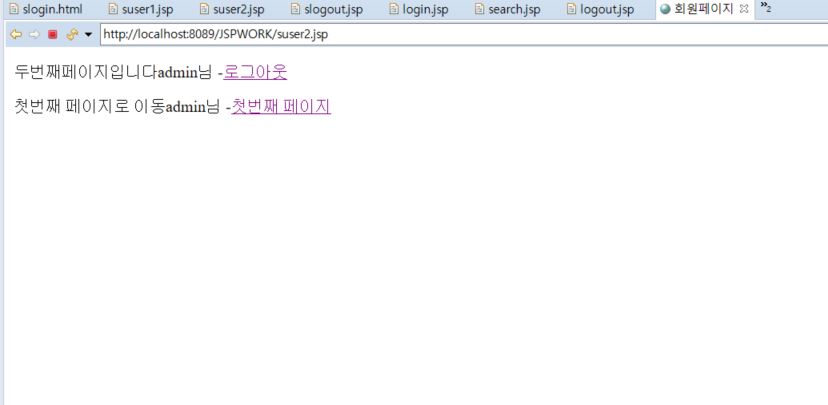 slogin.html suser1.jsp suser2.jsp slogout.jsp login.jsp search.jsp logout.jsp 회원페이지 »2
http://localhost:8089/JSPWORK/suser2.jsp
두번째페이지입니다admin님 -로그아웃
첫번째 페이지로 이동admin님 -첫번째 페이지